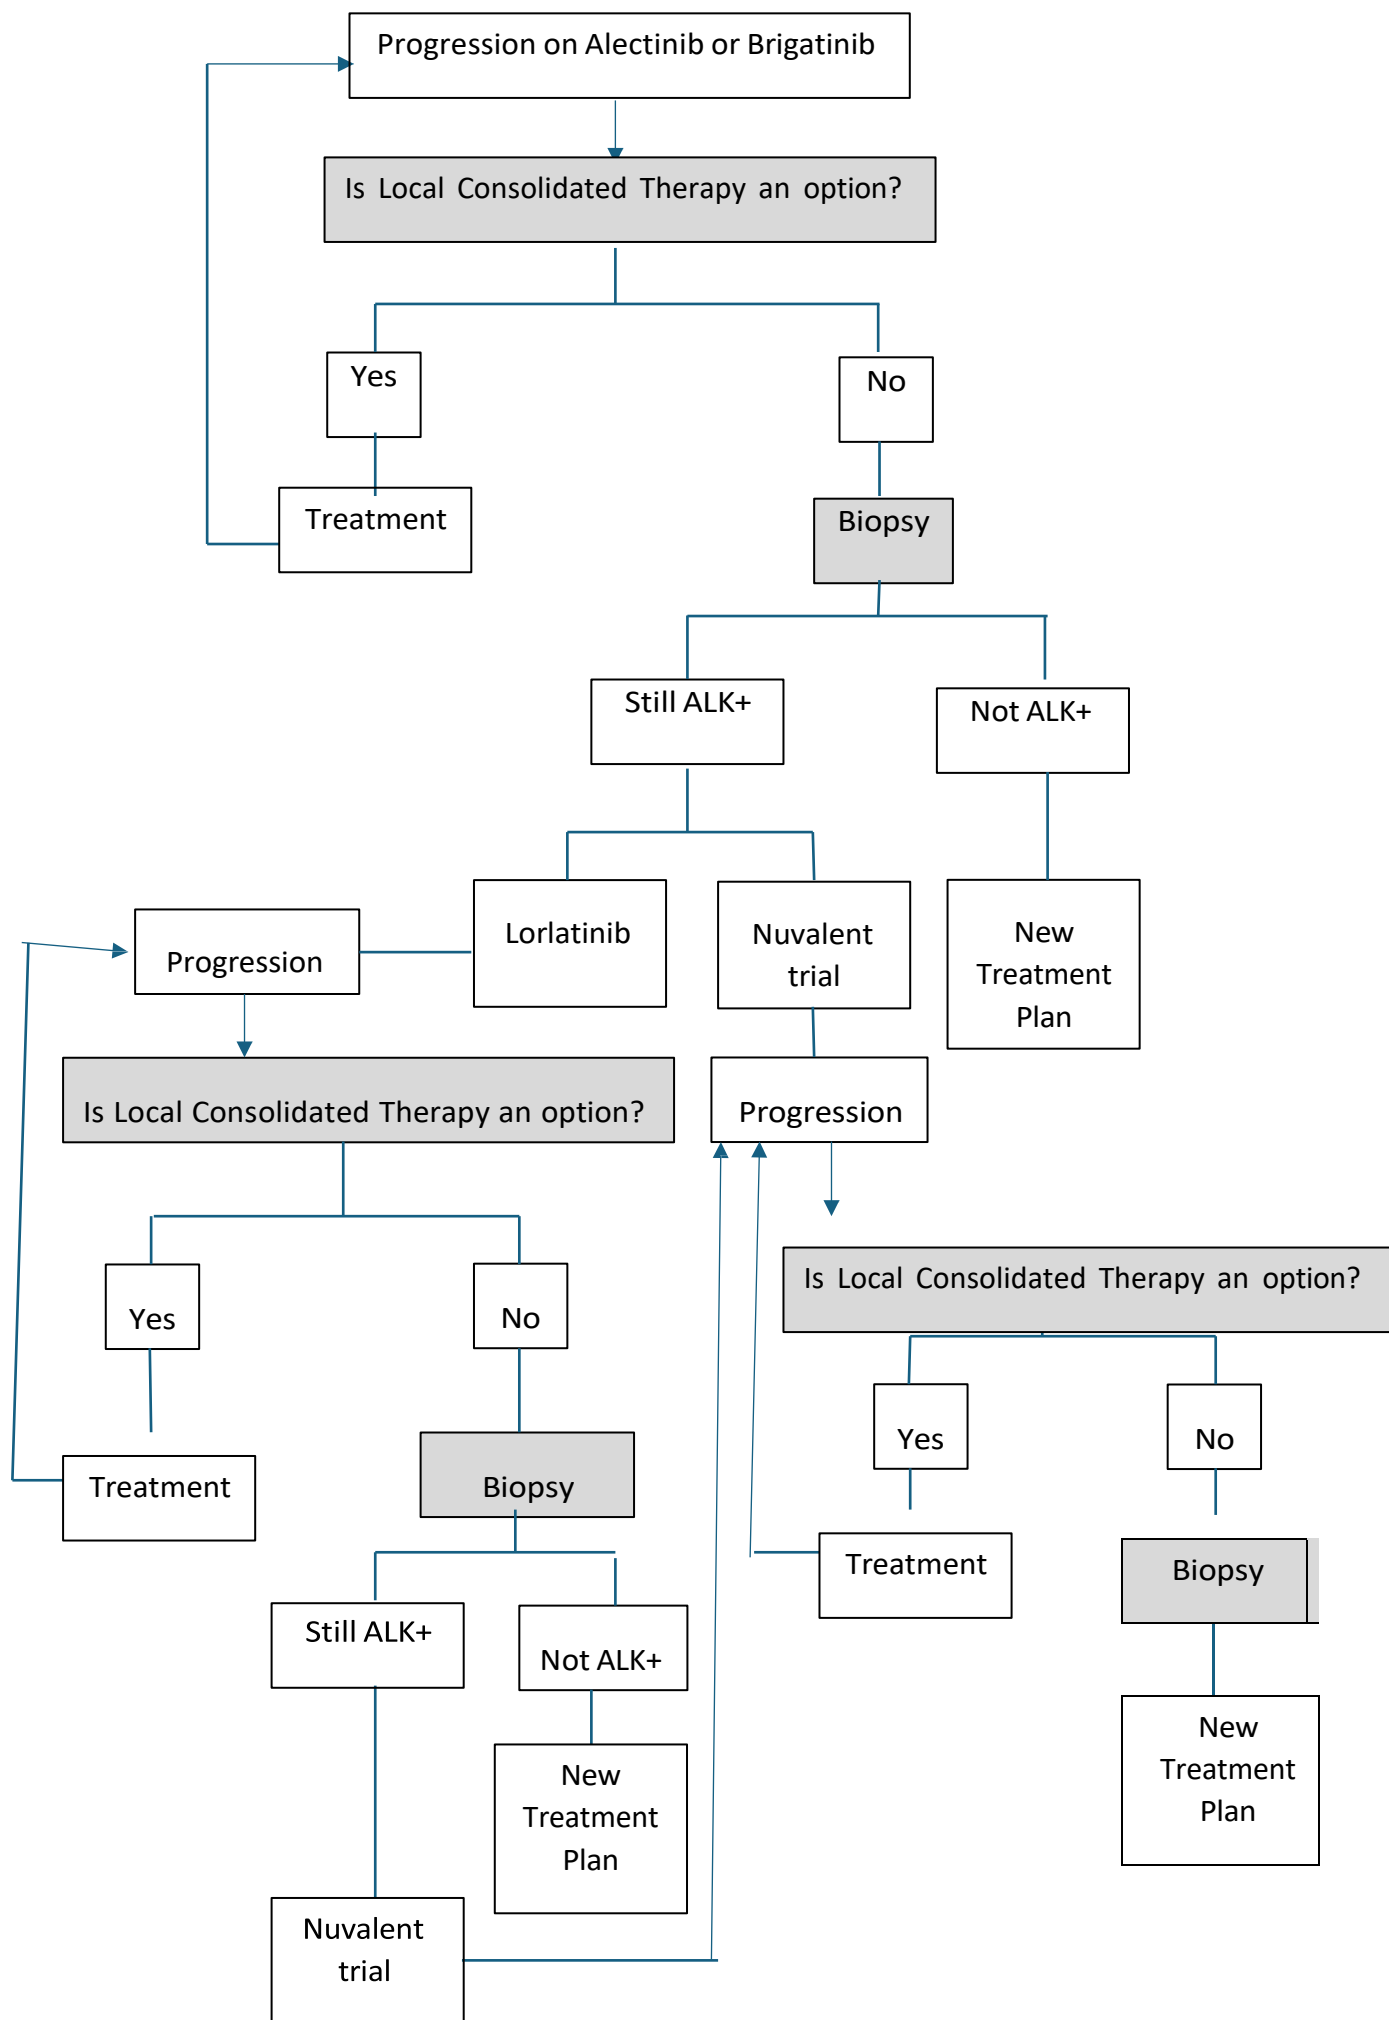 Progression on Alectinib or Brigatinib
Is Local Consolidated Therapy an option?
Yes
No
Treatment
Biopsy
Still ALK+
Not ALK+
Lorlatinib
Nuvalent
trial
New
Treatment
Plan
Progression
Is Local Consolidated Therapy an option?
Progression
Is Local Consolidated Therapy an option?
Yes
No
Yes
No
Treatment
Biopsy
Treatment
Biopsy
Still ALK+
Not ALK+
New
Treatment
Plan
New
Treatment
Plan
Nuvalent
trial